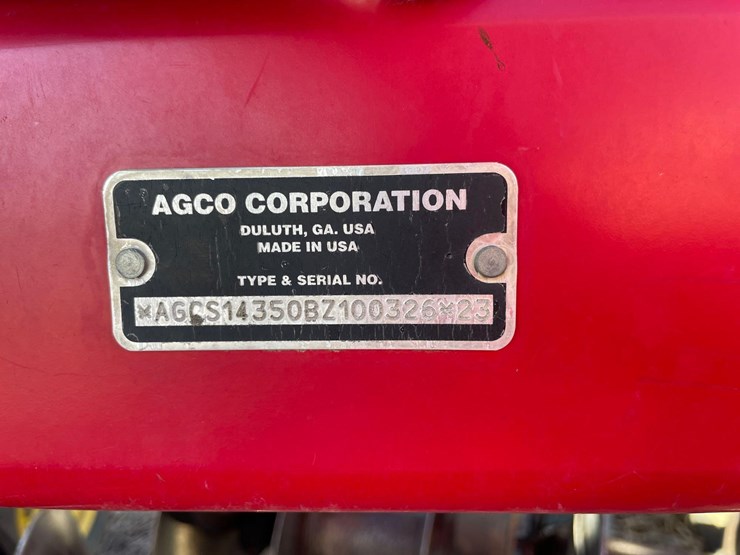 AGCO CORPORATION
DULUTH, GA. USA
MADE IN USA
TYPE & SERIAL NO.
*AGCS14350BZ100326*23